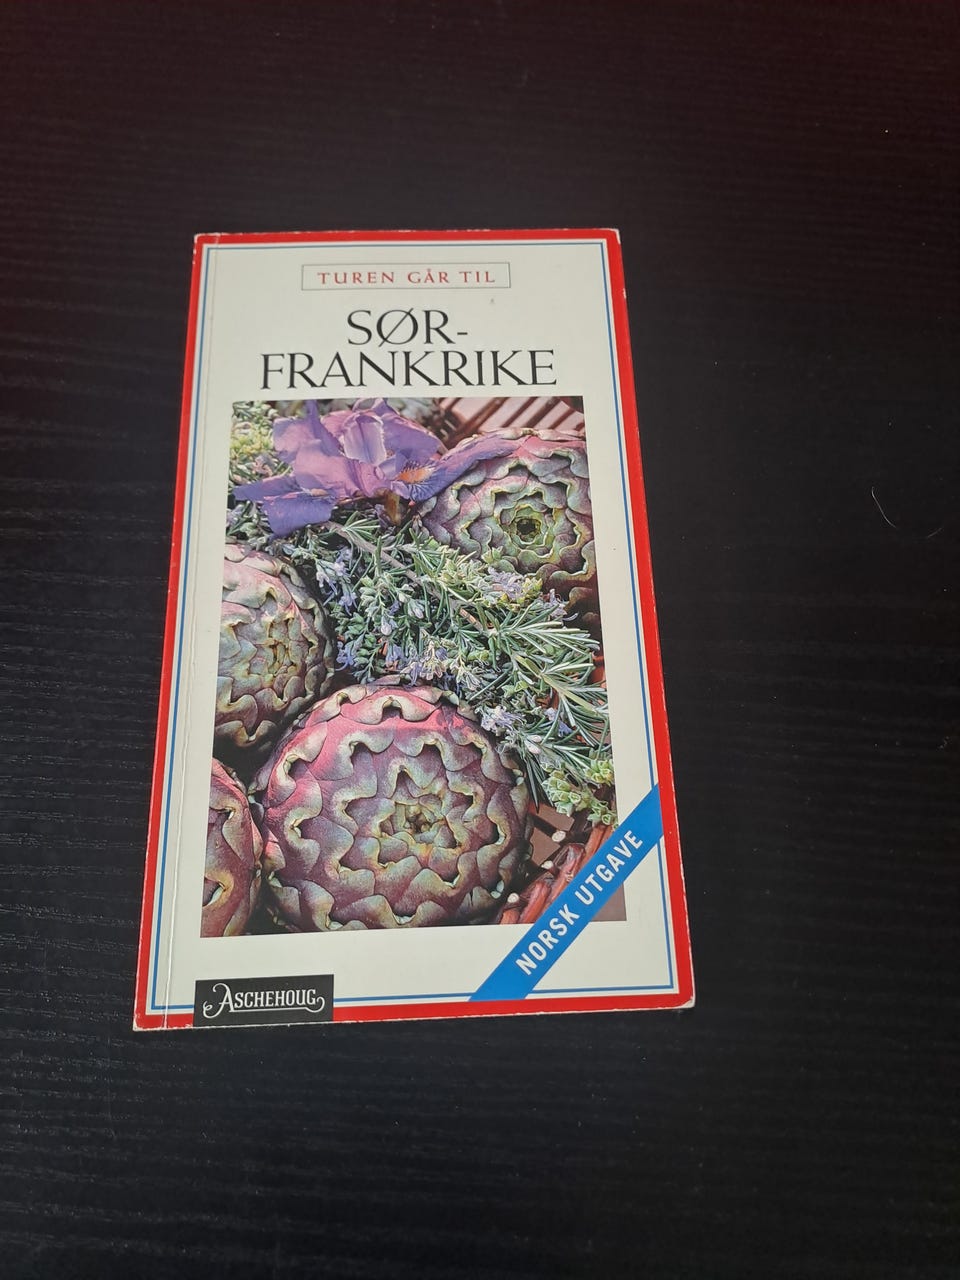 TUREN GÅR TIL
SØR-
FRANKRIKE
NORSK UTGAVE
ASCHEHOUG